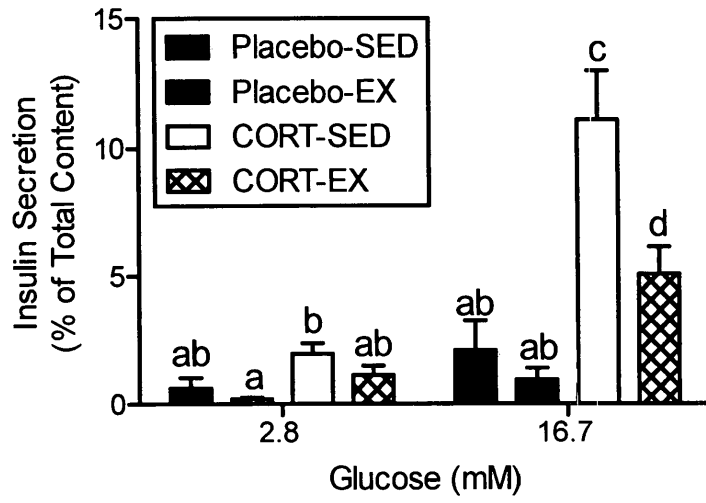 Insulin Secretion
(% of Total Content)
15
10
5
0
Placebo-SED
Placebo-EX
CORT-SED
CORT-EX
ab
a
b
ab
ab
ab
c
d
2.8
16.7
Glucose (mM)